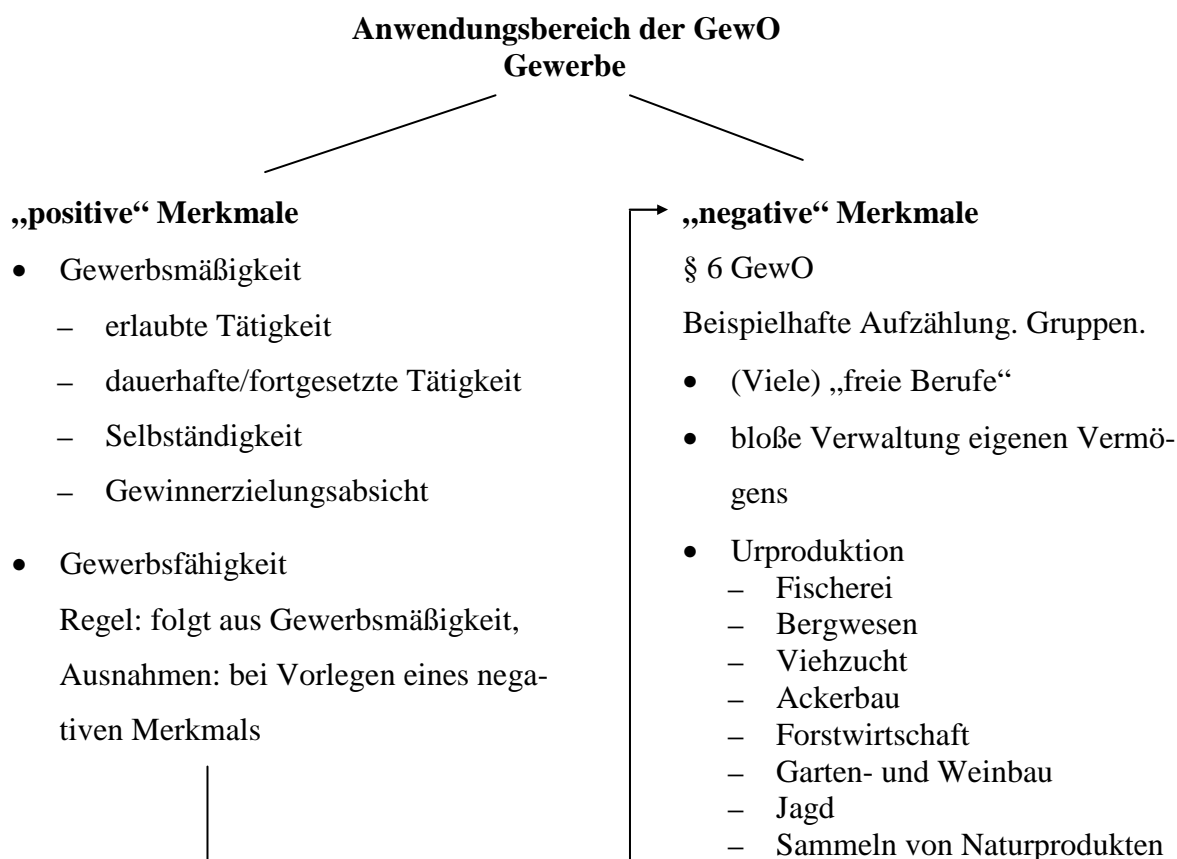 Anwendungsbereich der GewO
Gewerbe
„positive“ Merkmale
• Gewerbsmäßigkeit
– erlaubte Tätigkeit
– dauerhafte/fortgesetzte Tätigkeit
– Selbständigkeit
– Gewinnerzielungsabsicht
• Gewerbsfähigkeit
Regel: folgt aus Gewerbsmäßigkeit,
Ausnahmen: bei Vorlegen eines nega-
tiven Merkmals
„negative“ Merkmale
§ 6 GewO
Beispielhafte Aufzählung. Gruppen.
• (Viele) „freie Berufe“
• bloße Verwaltung eigenen Vermö-
gens
• Urproduktion
– Fischerei
– Bergwesen
– Viehzucht
– Ackerbau
– Forstwirtschaft
– Garten- und Weinbau
– Jagd
– Sammeln von Naturprodukten